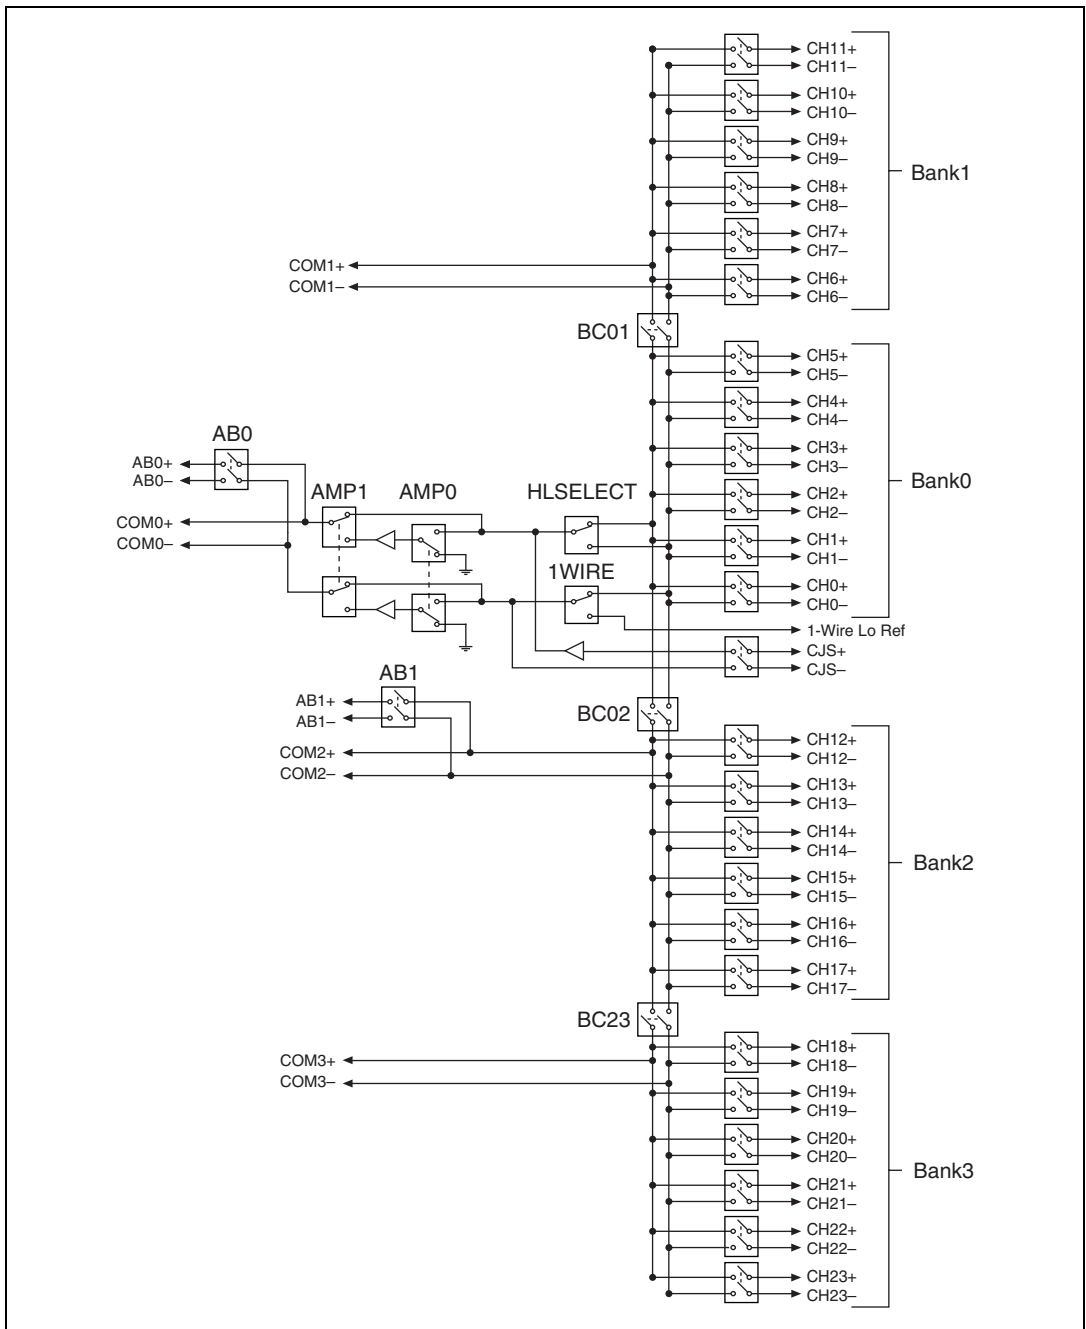 CH11+
CH11–
CH10+
CH10–
CH9+
CH9–
Bank1
CH8+
CH8–
CH7+
CH7–
COM1+
CH6+
COM1–
CH6–
BC01
CH5+
CH5–
CH4+
CH4–
AB0
CH3+
AB0+
CH3–
AB0–
Bank0
AMP1
AMP0
HLSELECT
CH2+
CH2–
COM0+
CH1+
COM0–
CH1–
1WIRE
CH0+
CH0–
1-Wire Lo Ref
CJS+
CJS–
AB1
AB1+
AB1–
BC02
CH12+
COM2+
CH12–
COM2–
CH13+
CH13–
CH14+
CH14–
Bank2
CH15+
CH15–
CH16+
CH16–
CH17+
CH17–
BC23
CH18+
COM3+
CH18–
COM3–
CH19+
CH19–
CH20+
CH20–
Bank3
CH21+
CH21–
CH22+
CH22–
CH23+
CH23–